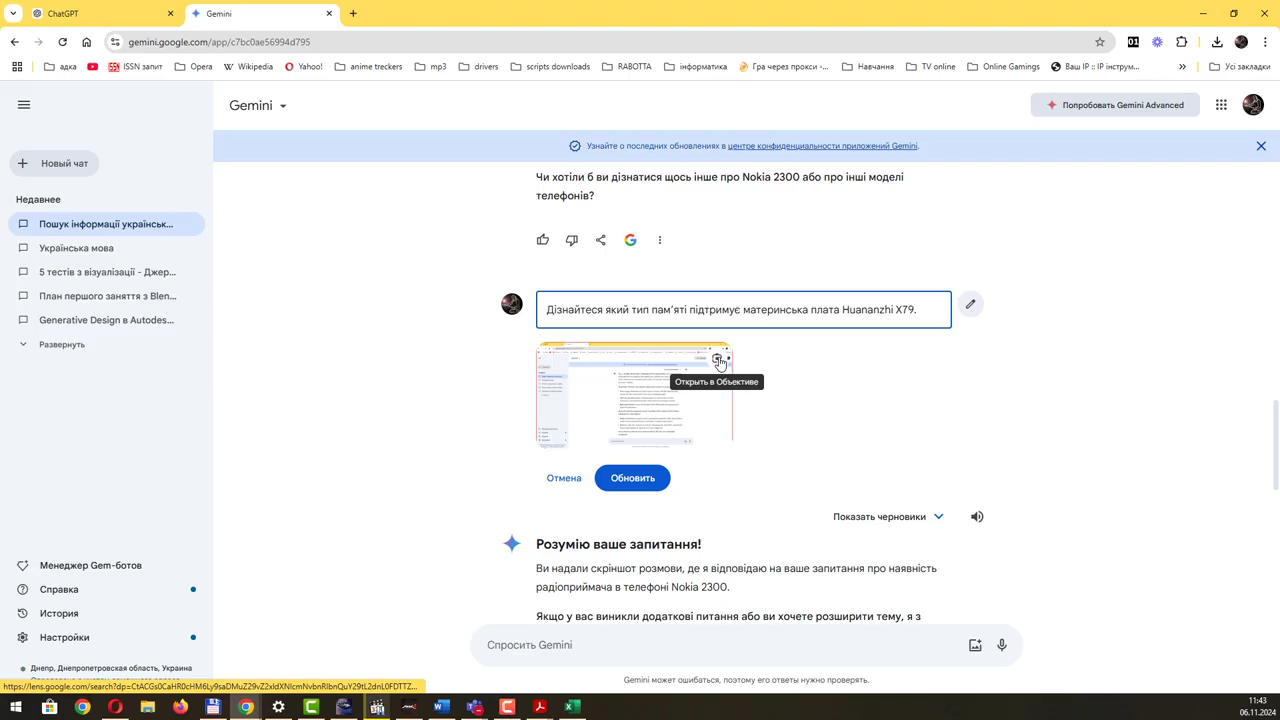 ChatGPT
Gemini
gemini.google.com/app/c7bc0ae56994d795
адка
ISSN запит
Opera
Wikipedia
Yahoo!
anime treckers
mp3
drivers
scripts downloads
RABOTTA
інформатика
Гра через прокси -...
Навчання
TV online
Online Gamings
Ваш IP :: IP інструм...
Усі закладки
Gemini
Попробовать Gemini Advanced
Узнайте о последних обновлениях в центре конфиденциальности приложений Gemini.
Новый чат
Недавнее
Пошук інформації українськ...
Українська мова
5 тестів з візуалізації - Джер...
План першого заняття з Blen...
Generative Design в Autodes...
Развернуть
Чи хотіли б ви дізнатися щось інше про Nokia 2300 або про інші моделі
телефонів?
Дізнайтеся який тип пам’яті підтримує материнська плата Huananzhi X79.
Открыть в Объективе
Отмена
Обновить
Показать черновики
Розумію ваше запитання!
Ви надали скріншот розмови, де я відповідаю на ваше запитання про наявність
радіоприймача в телефоні Nokia 2300.
Якщо у вас виникли додаткові питання або ви хочете розширити тему, я з
Спросить Gemini
Gemini может ошибаться, поэтому его ответы нужно проверять.
Менеджер Gem-ботов
Справка
История
Настройки
Днепр, Днепропетровская область, Украина
11:43
06.11.2024